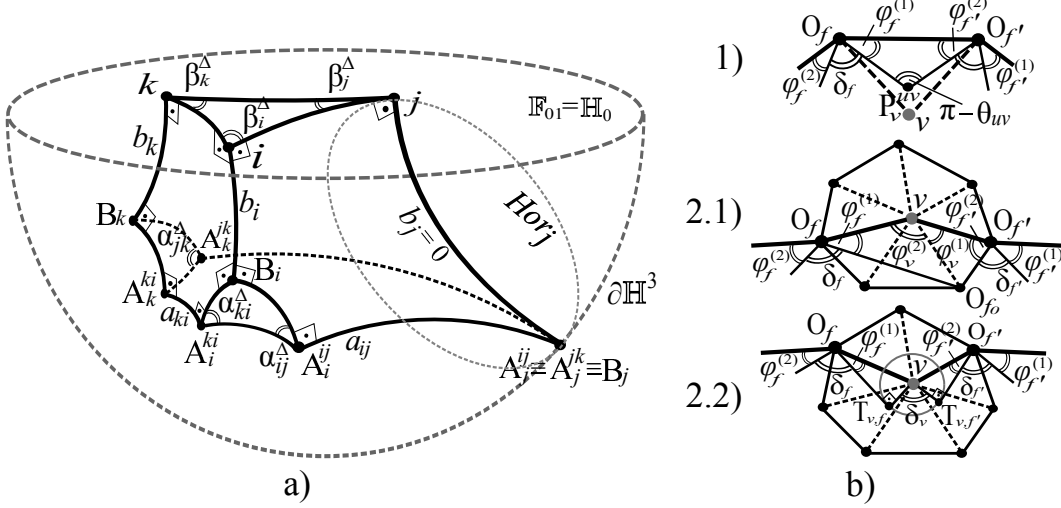 k
β_k^Δ
β_j^Δ
j
β_i^Δ
i
𝔽₀₁=ℍ₀
b_k
b_i
b_j=0
Hor_j
B_k
α_jk^Δ
A_k^jk
B_i
∂ℍ³
A_k^ki
a_ki
α_ki^Δ
A_i^ki
α_ij^Δ
A_i^ij
a_ij
A_i^ij≡A_j^jk≡B_j
a)
1)
O_f
φ_f^(1)
φ_f'^(2)
O_f'
φ_f^(2)
δ_f
P_v^uv
v
π−θ_uv
φ_f'^(1)
2.1)
O_f
φ_f^(1)
v
φ_f'^(2)
O_f'
φ_f^(2)
δ_f
φ_v^(2)
φ_v^(1)
δ_f'
φ_f'^(1)
O_fo
2.2)
O_f
φ_f^(1)
v
φ_f'^(2)
O_f'
φ_f^(2)
δ_f
δ_f'
φ_f'^(1)
T_v,f
δ_v
T_v,f'
b)